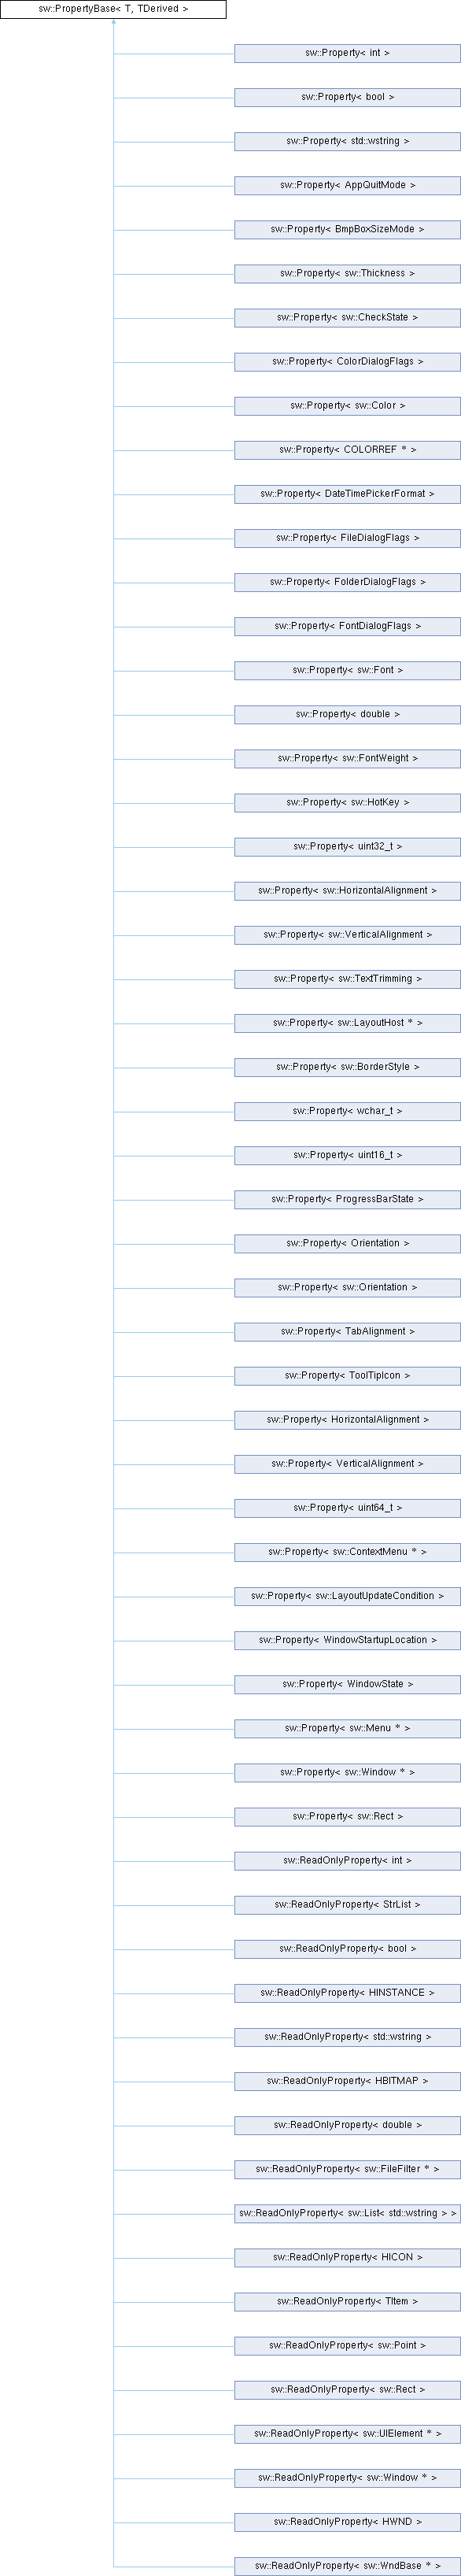 sw::PropertyBase< T, TDerived >
sw::Property< int >
sw::Property< bool >
sw::Property< std::wstring >
sw::Property< AppQuitMode >
sw::Property< BmpBoxSizeMode >
sw::Property< sw::Thickness >
sw::Property< sw::CheckState >
sw::Property< ColorDialogFlags >
sw::Property< sw::Color >
sw::Property< COLORREF * >
sw::Property< DateTimePickerFormat >
sw::Property< FileDialogFlags >
sw::Property< FolderDialogFlags >
sw::Property< FontDialogFlags >
sw::Property< sw::Font >
sw::Property< double >
sw::Property< sw::FontWeight >
sw::Property< sw::HotKey >
sw::Property< uint32_t >
sw::Property< sw::HorizontalAlignment >
sw::Property< sw::VerticalAlignment >
sw::Property< sw::TextTrimming >
sw::Property< sw::LayoutHost * >
sw::Property< sw::BorderStyle >
sw::Property< wchar_t >
sw::Property< uint16_t >
sw::Property< ProgressBarState >
sw::Property< Orientation >
sw::Property< sw::Orientation >
sw::Property< TabAlignment >
sw::Property< ToolTipIcon >
sw::Property< HorizontalAlignment >
sw::Property< VerticalAlignment >
sw::Property< uint64_t >
sw::Property< sw::ContextMenu * >
sw::Property< sw::LayoutUpdateCondition >
sw::Property< WindowStartupLocation >
sw::Property< WindowState >
sw::Property< sw::Menu * >
sw::Property< sw::Window * >
sw::Property< sw::Rect >
sw::ReadOnlyProperty< int >
sw::ReadOnlyProperty< StrList >
sw::ReadOnlyProperty< bool >
sw::ReadOnlyProperty< HINSTANCE >
sw::ReadOnlyProperty< std::wstring >
sw::ReadOnlyProperty< HBITMAP >
sw::ReadOnlyProperty< double >
sw::ReadOnlyProperty< sw::FileFilter * >
sw::ReadOnlyProperty< sw::List< std::wstring > >
sw::ReadOnlyProperty< HICON >
sw::ReadOnlyProperty< TItem >
sw::ReadOnlyProperty< sw::Point >
sw::ReadOnlyProperty< sw::Rect >
sw::ReadOnlyProperty< sw::UIElement * >
sw::ReadOnlyProperty< sw::Window * >
sw::ReadOnlyProperty< HWND >
sw::ReadOnlyProperty< sw::WndBase * >